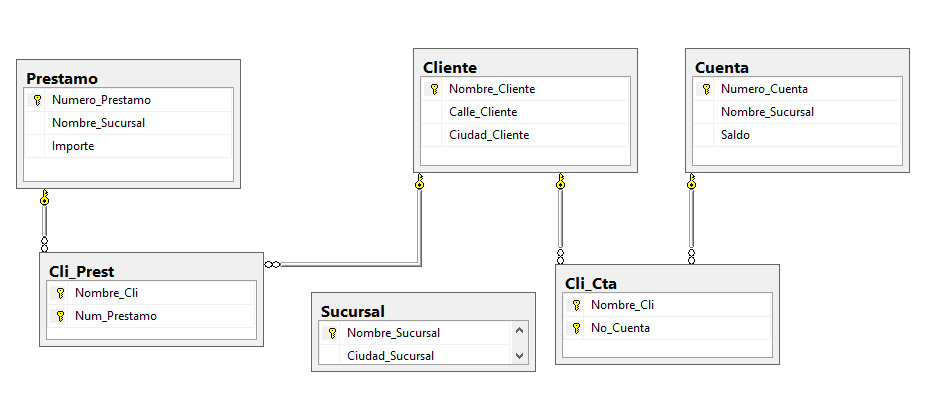 Prestamo
Numero_Prestamo
Nombre_Sucursal
Importe
Cliente
Nombre_Cliente
Calle_Cliente
Ciudad_Cliente
Cuenta
Numero_Cuenta
Nombre_Sucursal
Saldo
Cli_Prest
Nombre_Cli
Num_Prestamo
Sucursal
Nombre_Sucursal
Ciudad_Sucursal
Cli_Cta
Nombre_Cli
No_Cuenta